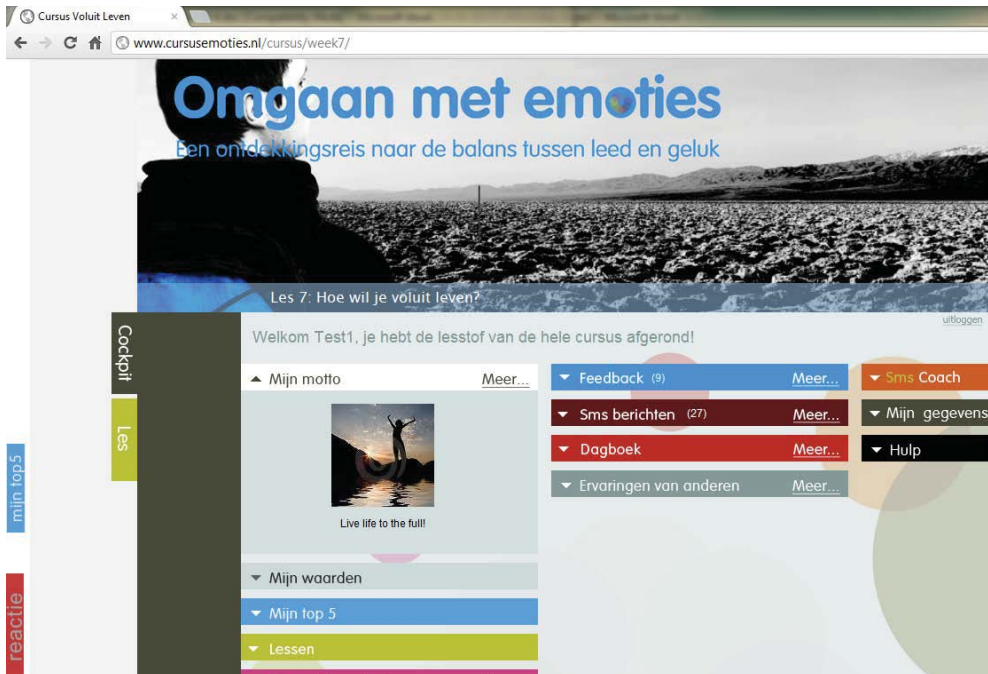 Cursus Voluit Leven
www.cursusemoties.nl/cursus/week7/
Omgaan met emoties
Een ontdekkingsreis naar de balans tussen leed en geluk
Les 7: Hoe wil je voluit leven?
uitloggen
Welkom Test1, je hebt de lesstof van de hele cursus afgerond!
Cockpit
Les
mijn top5
reactie
Mijn motto Meer...
Live life to the full!
Mijn waarden
Mijn top 5
Lessen
Feedback (9) Meer...
Sms berichten (27) Meer...
Dagboek Meer...
Ervaringen van anderen Meer...
Sms Coach
Mijn gegevens
Hulp